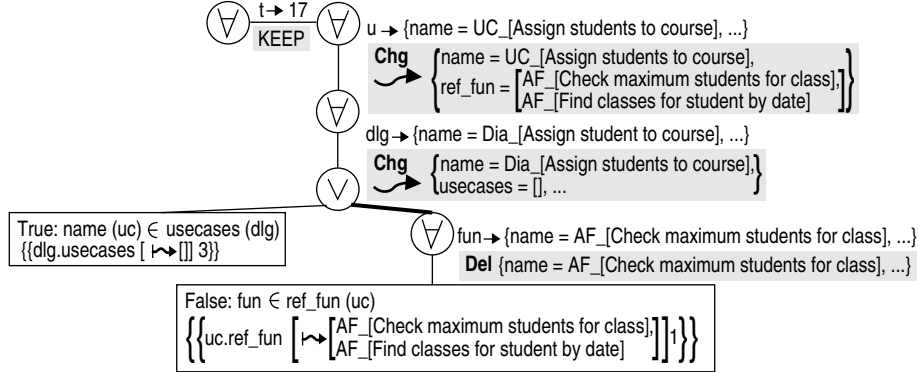 ∀ t→ 17 ∀
KEEP
u → {name = UC_[Assign students to course], ...}
Chg {name = UC_[Assign students to course],
ref_fun = [AF_[Check maximum students for class],
AF_[Find classes for student by date]]}
∀
dlg → {name = Dia_[Assign student to course], ...}
Chg {name = Dia_[Assign students to course],
usecases = [], ...}
∨
True: name (uc) ∈ usecases (dlg)
{{dlg.usecases [ ↦ []] 3}}
∀ fun → {name = AF_[Check maximum students for class], ...}
Del {name = AF_[Check maximum students for class], ...}
False: fun ∈ ref_fun (uc)
{{uc.ref_fun [↦ [AF_[Check maximum students for class],
AF_[Find classes for student by date]]]1}}